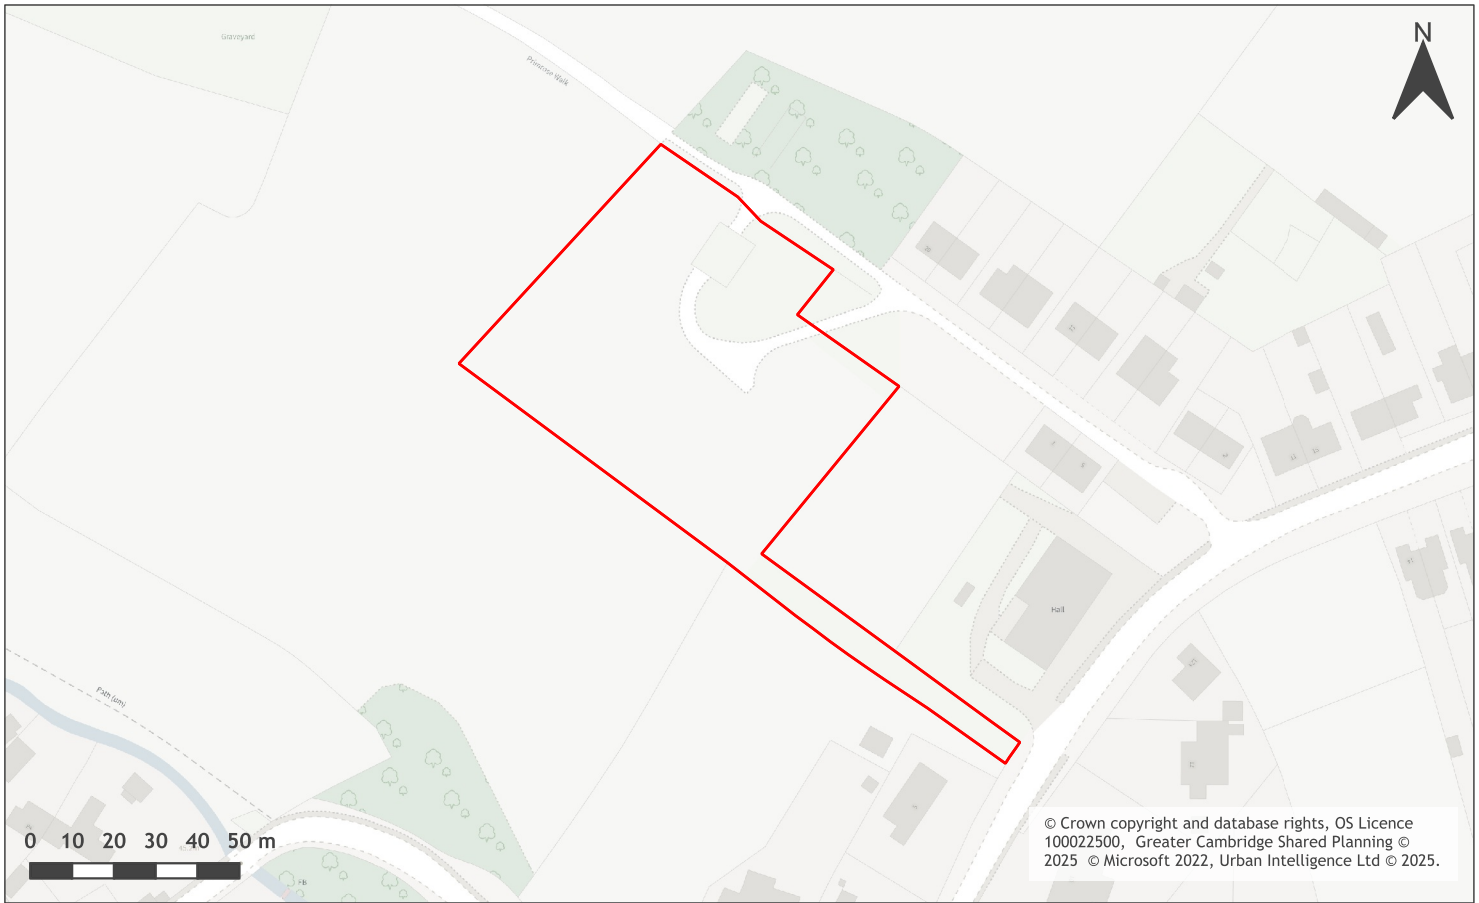 Graveyard
Primrose Walk
N
Hall
Path (um)
FB
0 10 20 30 40 50 m
© Crown copyright and database rights, OS Licence
100022500, Greater Cambridge Shared Planning ©
2025 © Microsoft 2022, Urban Intelligence Ltd © 2025.